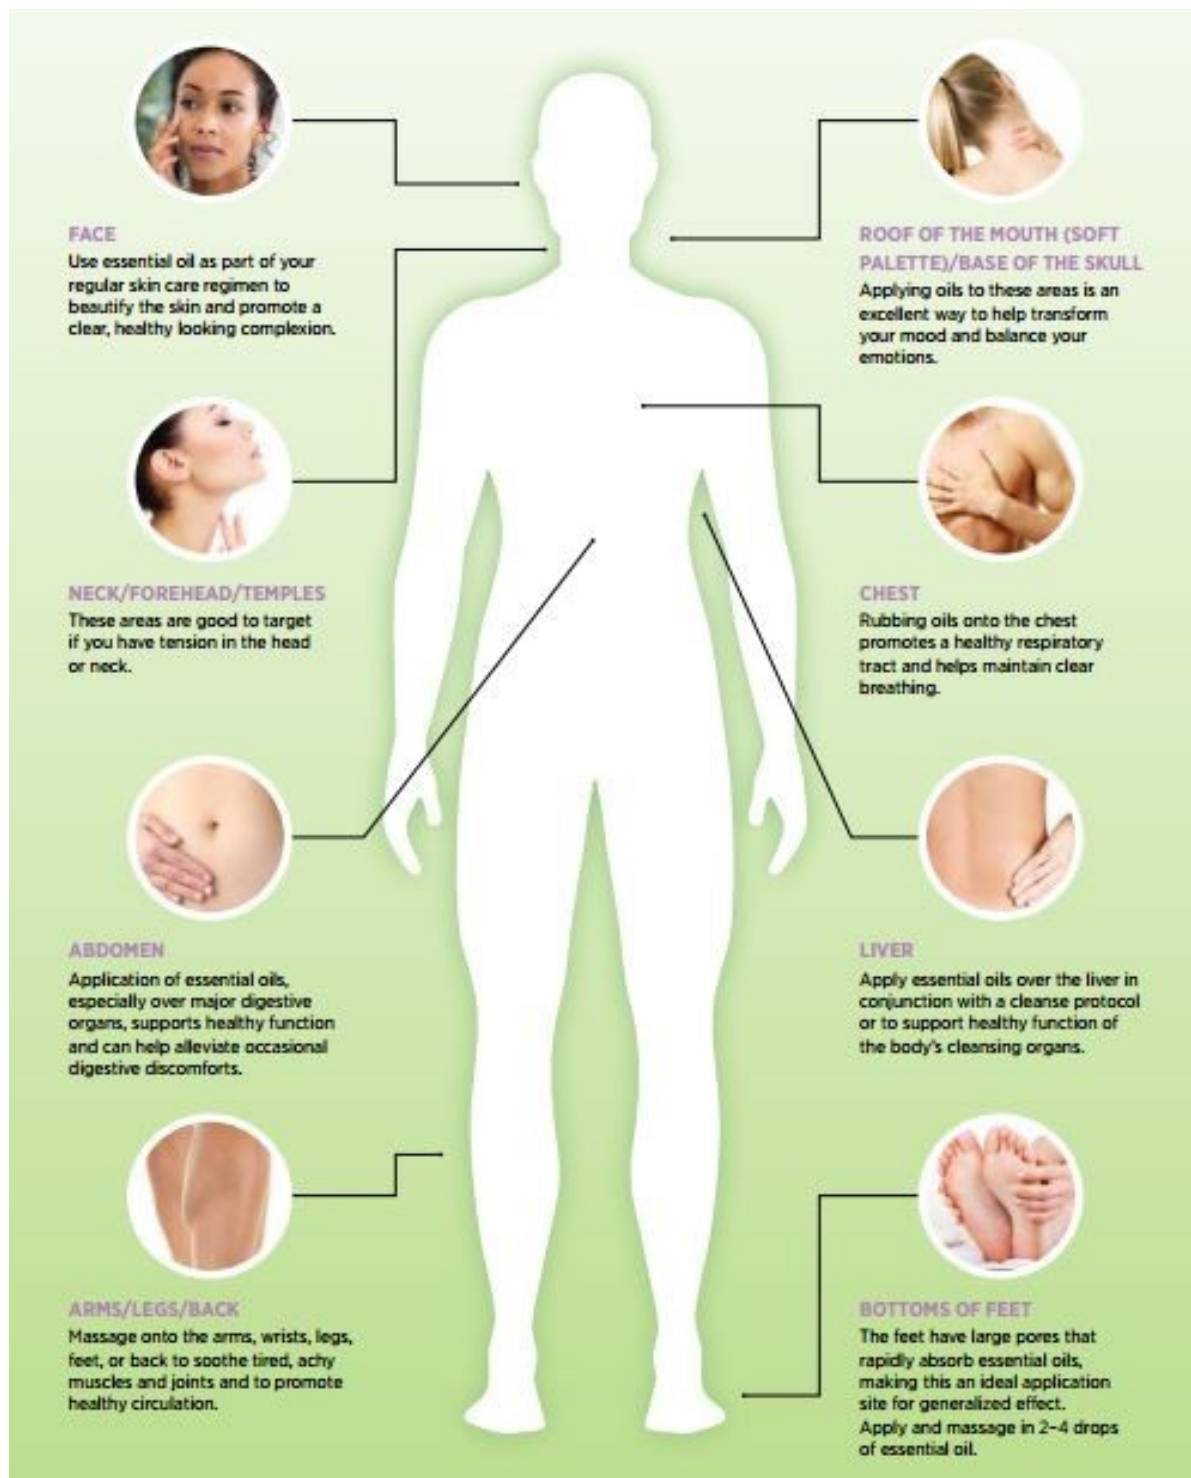 FACE
Use essential oil as part of your
regular skin care regimen to
beautify the skin and promote a
clear, healthy looking complexion.
NECK/FOREHEAD/TEMPLES
These areas are good to target
if you have tension in the head
or neck.
ABDOMEN
Application of essential oils,
especially over major digestive
organs, supports healthy function
and can help alleviate occasional
digestive discomforts.
ARMS/LEGS/BACK
Massage onto the arms, wrists, legs,
feet, or back to soothe tired, achy
muscles and joints and to promote
healthy circulation.
ROOF OF THE MOUTH (SOFT
PALETTE)/BASE OF THE SKULL
Applying oils to these areas is an
excellent way to help transform
your mood and balance your
emotions.
CHEST
Rubbing oils onto the chest
promotes a healthy respiratory
tract and helps maintain clear
breathing.
LIVER
Apply essential oils over the liver in
conjunction with a cleanse protocol
or to support healthy function of
the body's cleansing organs.
BOTTOMS OF FEET
The feet have large pores that
rapidly absorb essential oils,
making this an ideal application
site for generalized effect.
Apply and massage in 2–4 drops
of essential oil.